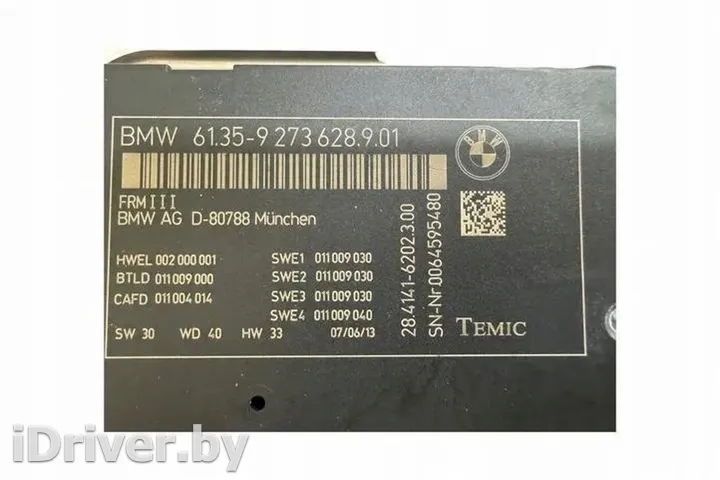 BMW 61.35-9 273 628.9.01
BMW
FRM III
BMW AG D-80788 München
HWEL 002 000 001
BTLD 011 009 000
CAFD 011 004 014
SWE1 011 009 030
SWE2 011 009 030
SWE3 011 009 030
SWE4 011 009 040
SW 30 WD 40 HW 33 07/06/13
28.4141-6202.3.00
SN-Nr.0064595480
TEMIC
iDriver.by